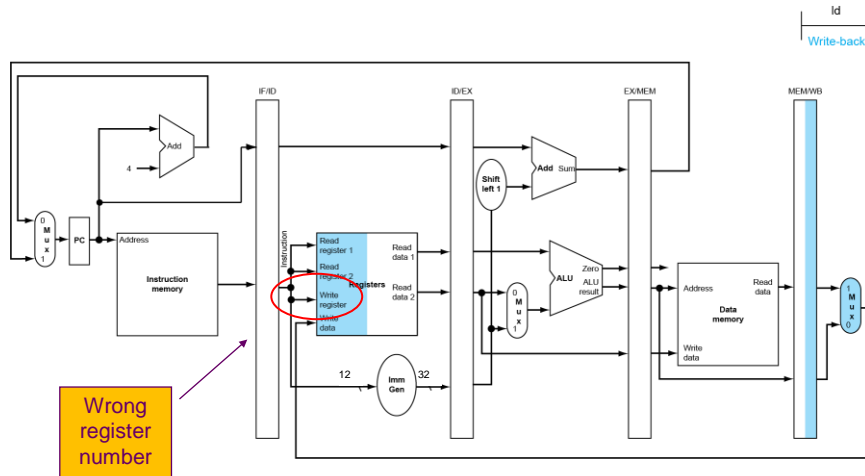 ld
Write-back
IF/ID
ID/EX
EX/MEM
MEM/WB
Add
4
Add Sum
Shift
left 1
0
M
u
x
1
PC
Address
Instruction
memory
Instruction
Read
register 1
Read
data 1
Read
register 2
Registers
Write
register
Read
data 2
Write
data
0
M
u
x
1
Zero
ALU
ALU
result
Address
Read
data
Data
memory
Write
data
1
M
u
x
0
12
Imm
Gen
32
Wrong
register
number